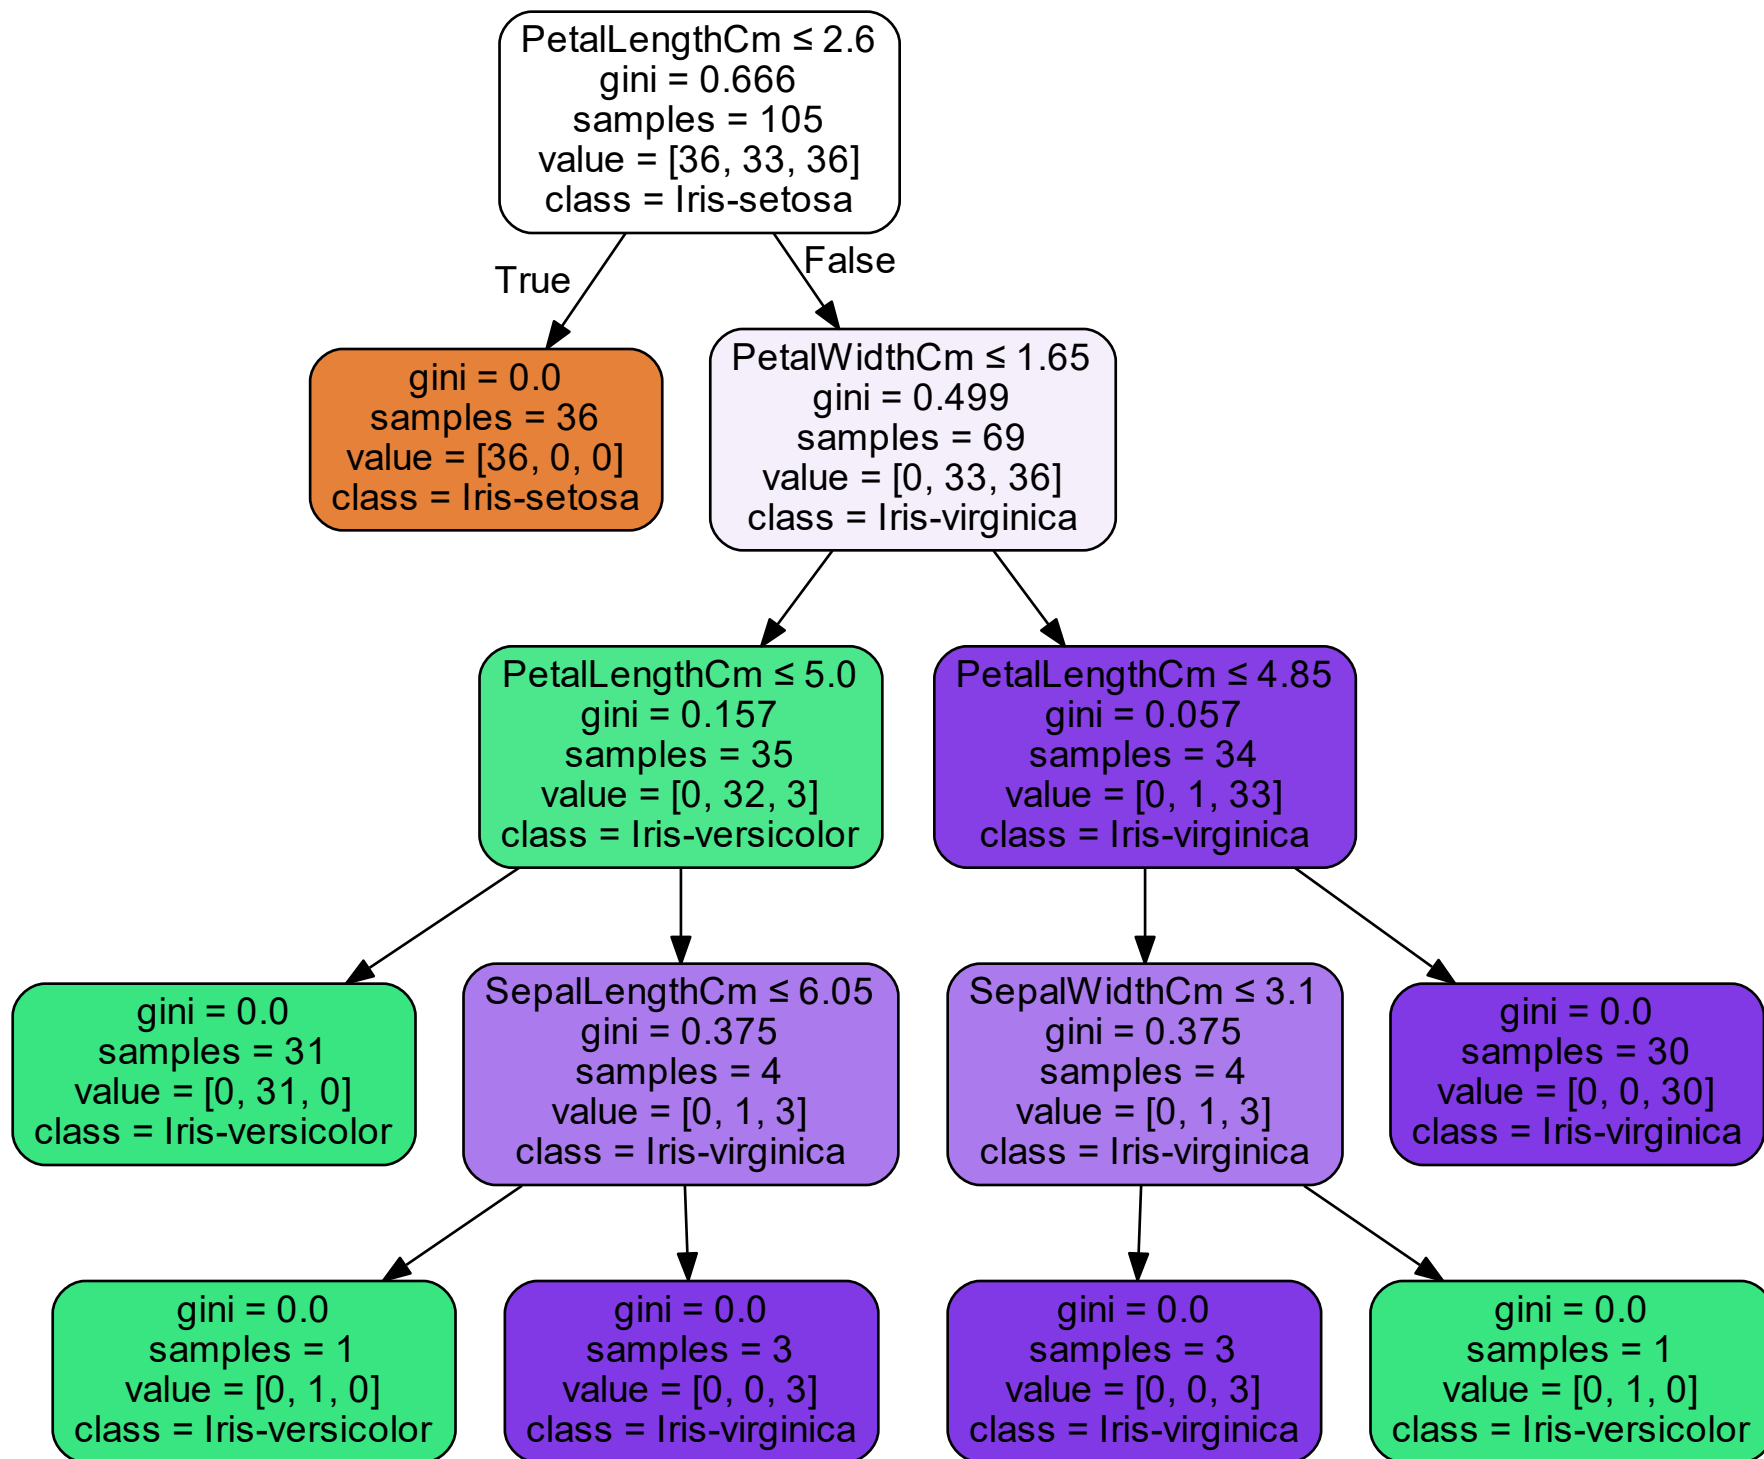 PetalLengthCm ≤ 2.6
gini = 0.666
samples = 105
value = [36, 33, 36]
class = Iris-setosa
True
False
gini = 0.0
samples = 36
value = [36, 0, 0]
class = Iris-setosa
PetalWidthCm ≤ 1.65
gini = 0.499
samples = 69
value = [0, 33, 36]
class = Iris-virginica
PetalLengthCm ≤ 5.0
gini = 0.157
samples = 35
value = [0, 32, 3]
class = Iris-versicolor
PetalLengthCm ≤ 4.85
gini = 0.057
samples = 34
value = [0, 1, 33]
class = Iris-virginica
gini = 0.0
samples = 31
value = [0, 31, 0]
class = Iris-versicolor
SepalLengthCm ≤ 6.05
gini = 0.375
samples = 4
value = [0, 1, 3]
class = Iris-virginica
SepalWidthCm ≤ 3.1
gini = 0.375
samples = 4
value = [0, 1, 3]
class = Iris-virginica
gini = 0.0
samples = 30
value = [0, 0, 30]
class = Iris-virginica
gini = 0.0
samples = 1
value = [0, 1, 0]
class = Iris-versicolor
gini = 0.0
samples = 3
value = [0, 0, 3]
class = Iris-virginica
gini = 0.0
samples = 3
value = [0, 0, 3]
class = Iris-virginica
gini = 0.0
samples = 1
value = [0, 1, 0]
class = Iris-versicolor